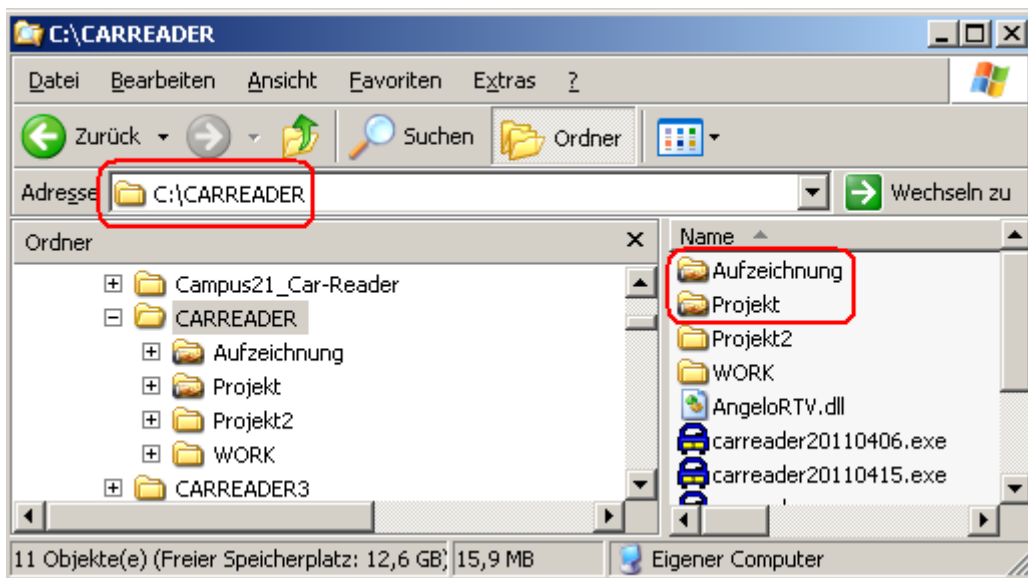 C:\CARREADER
Datei Bearbeiten Ansicht Favoriten Extras ?
Zurück Suchen Ordner
Adresse C:\CARREADER Wechseln zu
Ordner
Campus21_Car-Reader
CARREADER
Aufzeichnung
Projekt
Projekt2
WORK
CARREADER3
Name
Aufzeichnung
Projekt
Projekt2
WORK
AngeloRTV.dll
carreader20110406.exe
carreader20110415.exe
11 Objekte(e) (Freier Speicherplatz: 12,6 GB) 15,9 MB Eigener Computer